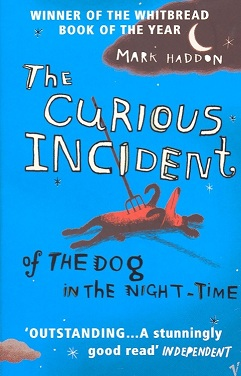 WINNER OF THE WHITBREAD
BOOK OF THE YEAR
MARK HADDON
THE
CURIOUS
INCIDENT
of THE DOG
IN THE NIGHT-TIME
'OUTSTANDING...A stunningly
good read' INDEPENDENT
V